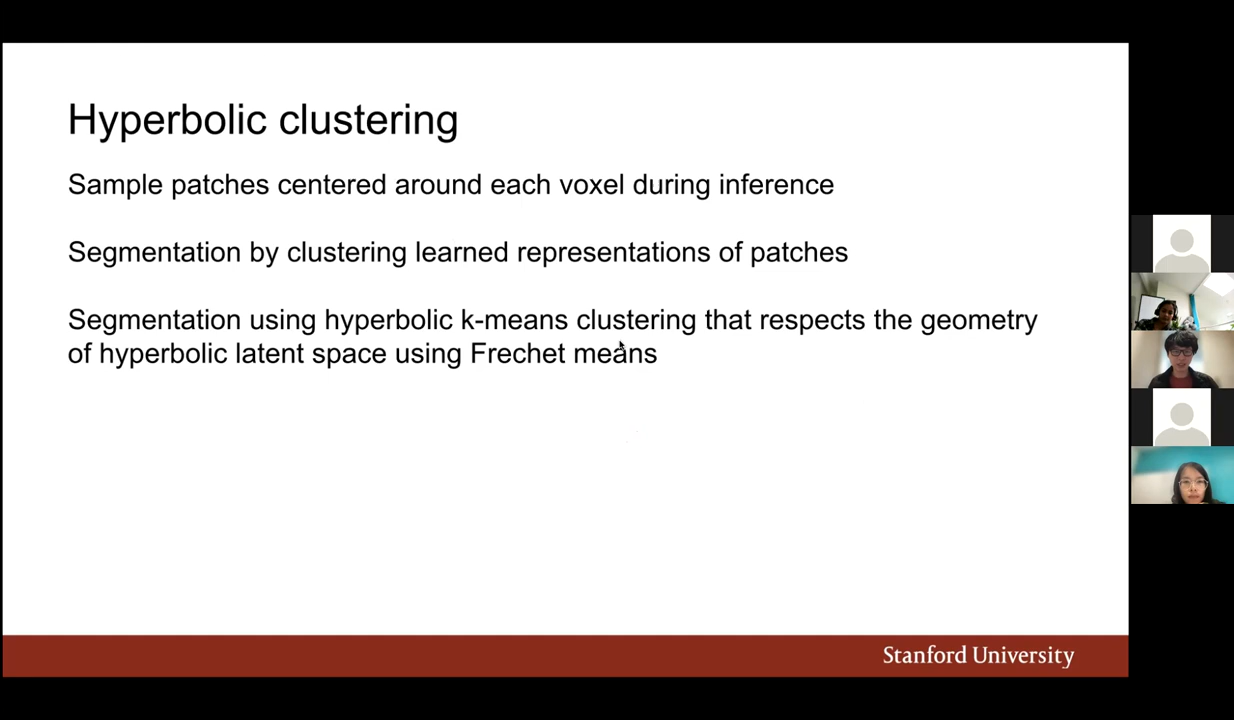 Hyperbolic clustering
Sample patches centered around each voxel during inference
Segmentation by clustering learned representations of patches
Segmentation using hyperbolic k-means clustering that respects the geometry
of hyperbolic latent space using Frechet means
Stanford University